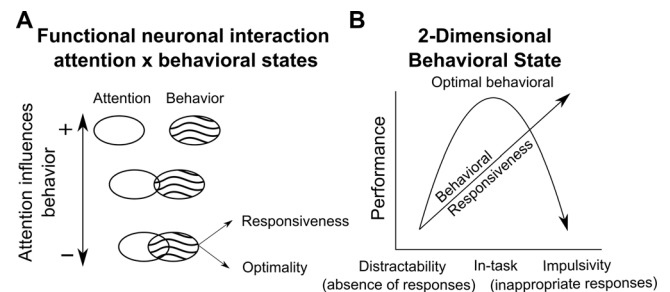 A
Functional neuronal interaction
attention x behavioral states
Attention
Behavior
+
Attention influences
behavior
–
Responsiveness
Optimality
B
2-Dimensional
Behavioral State
Optimal behavioral
Performance
Behavioral
Responsiveness
Distractability
(absence of responses)
In-task
Impulsivity
(inappropriate responses)